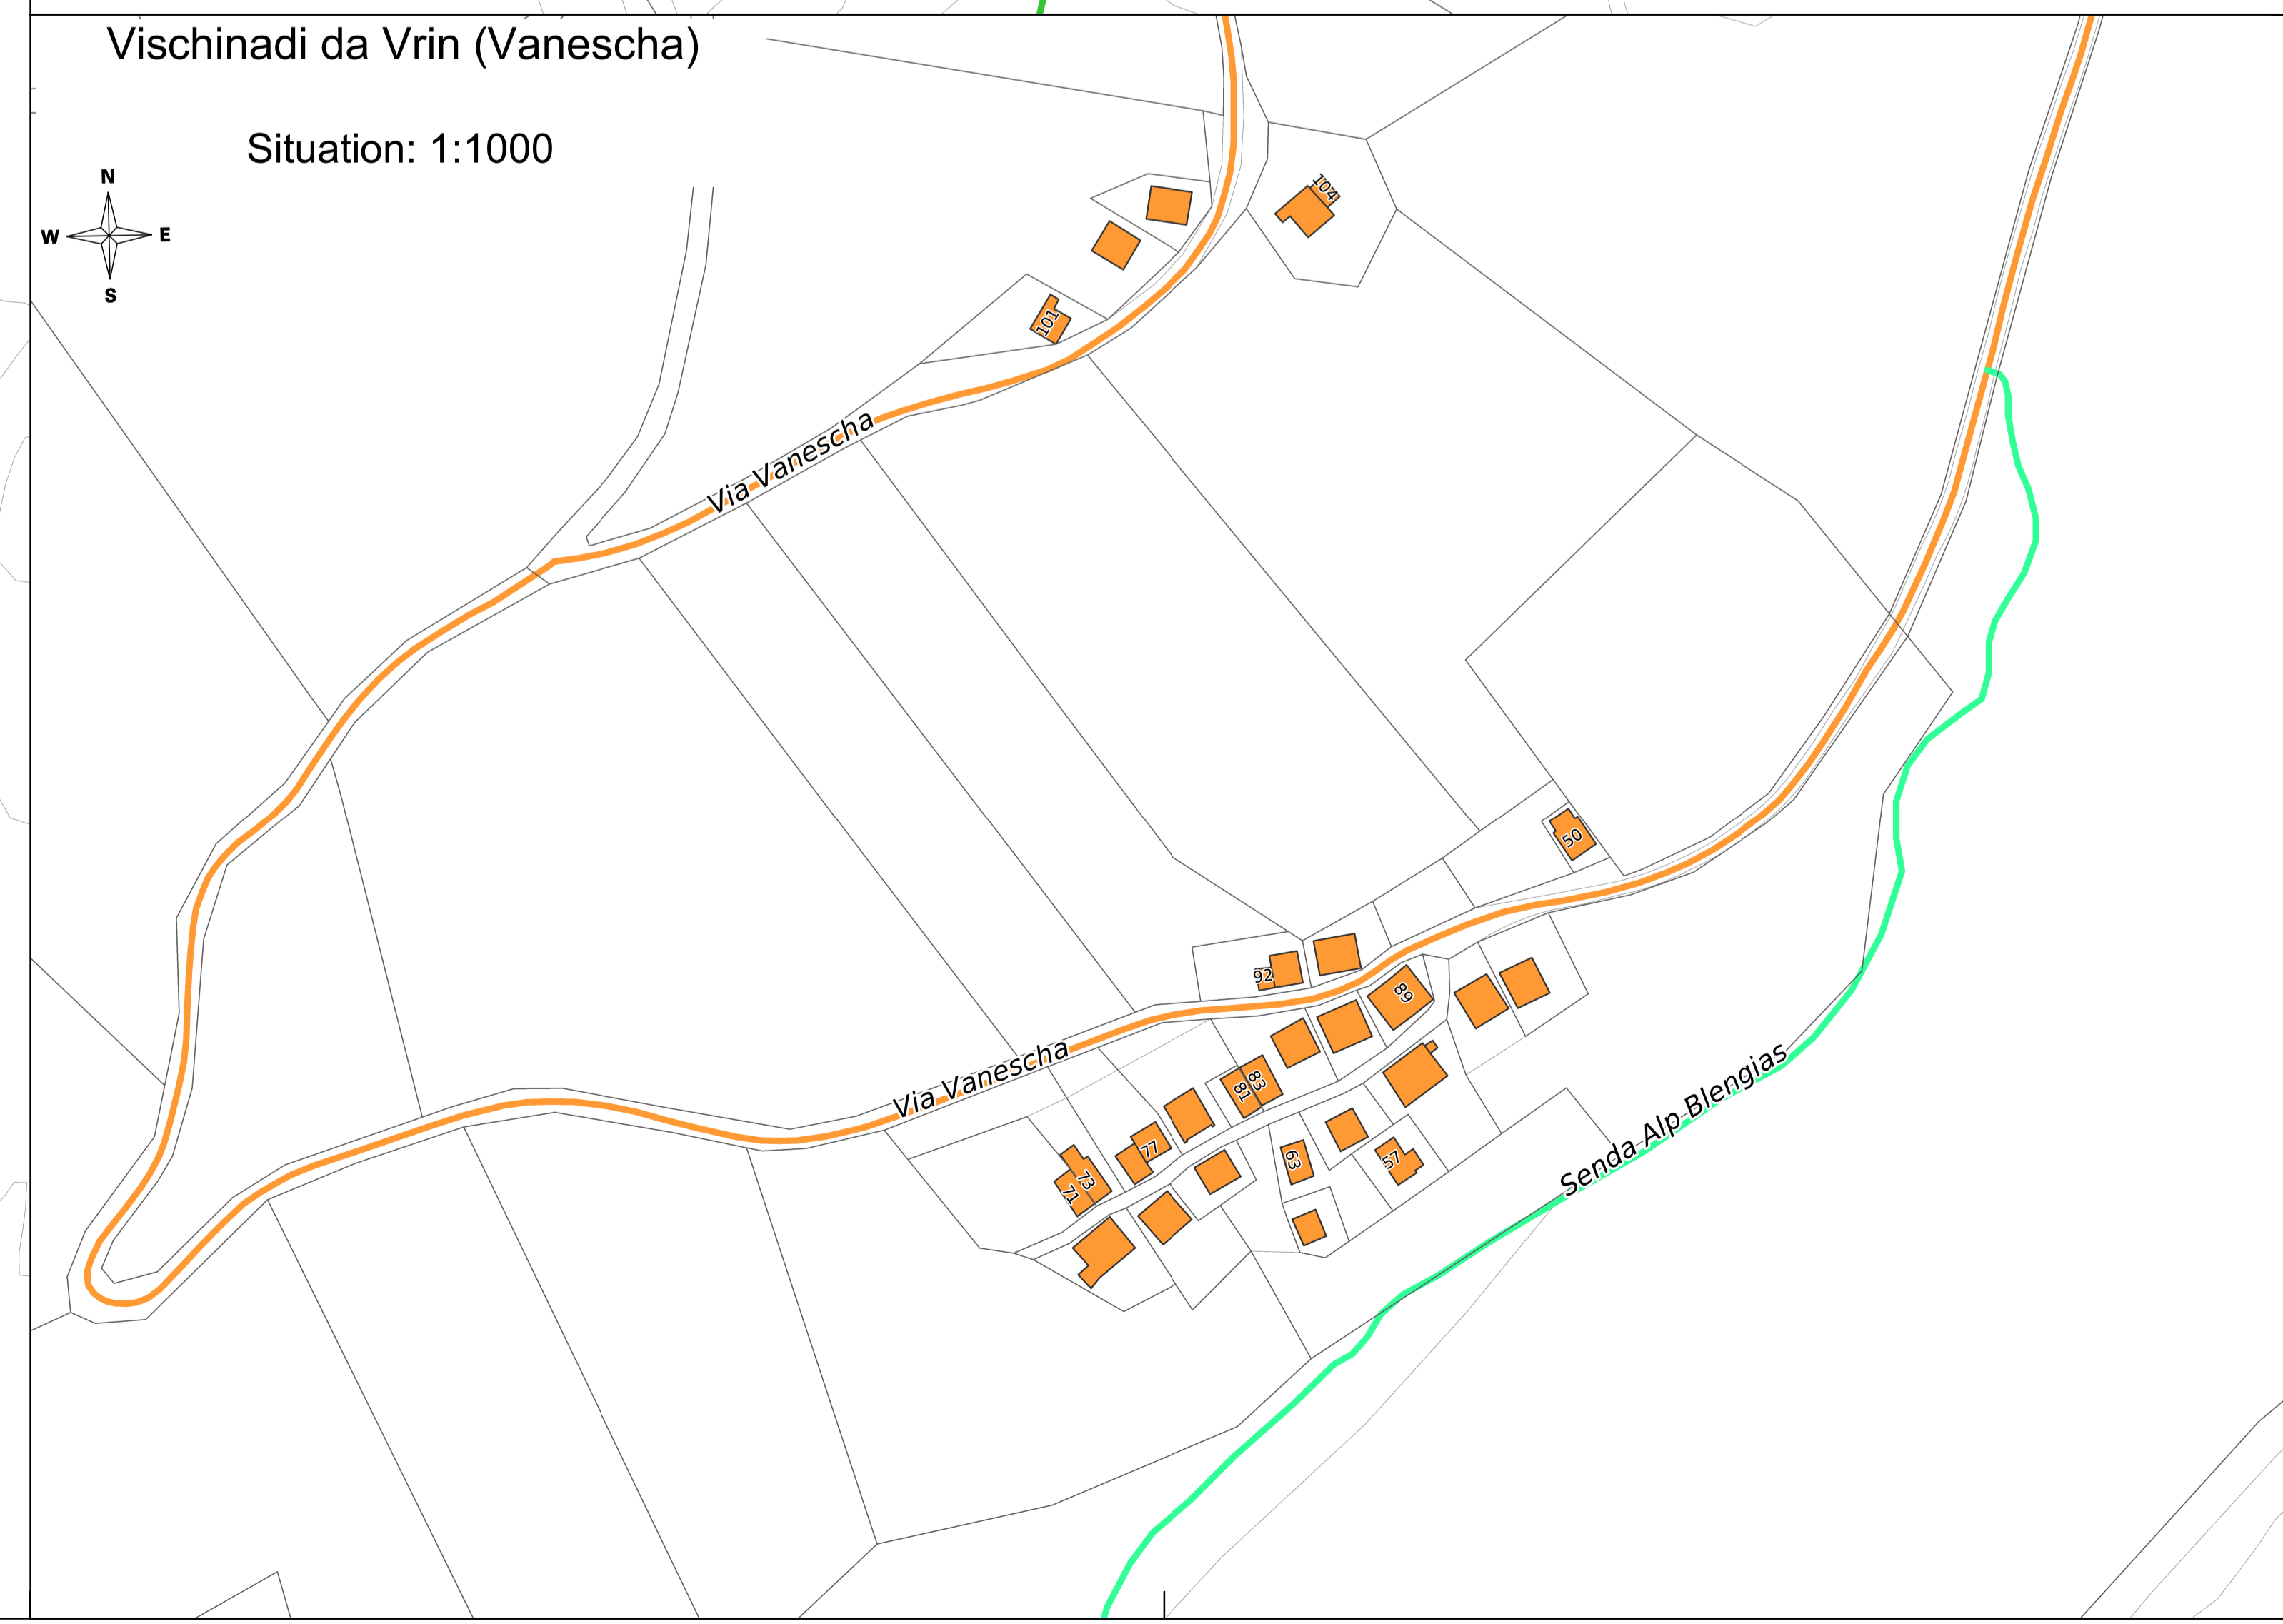 Vischinadi da Vrin (Vanescha)
Situation: 1:1000
N
W E
S
104
101
Via Vanescha
50
92
89
Via Vanescha
83
81
77
73
71
63
57
Senda Alp Blengias